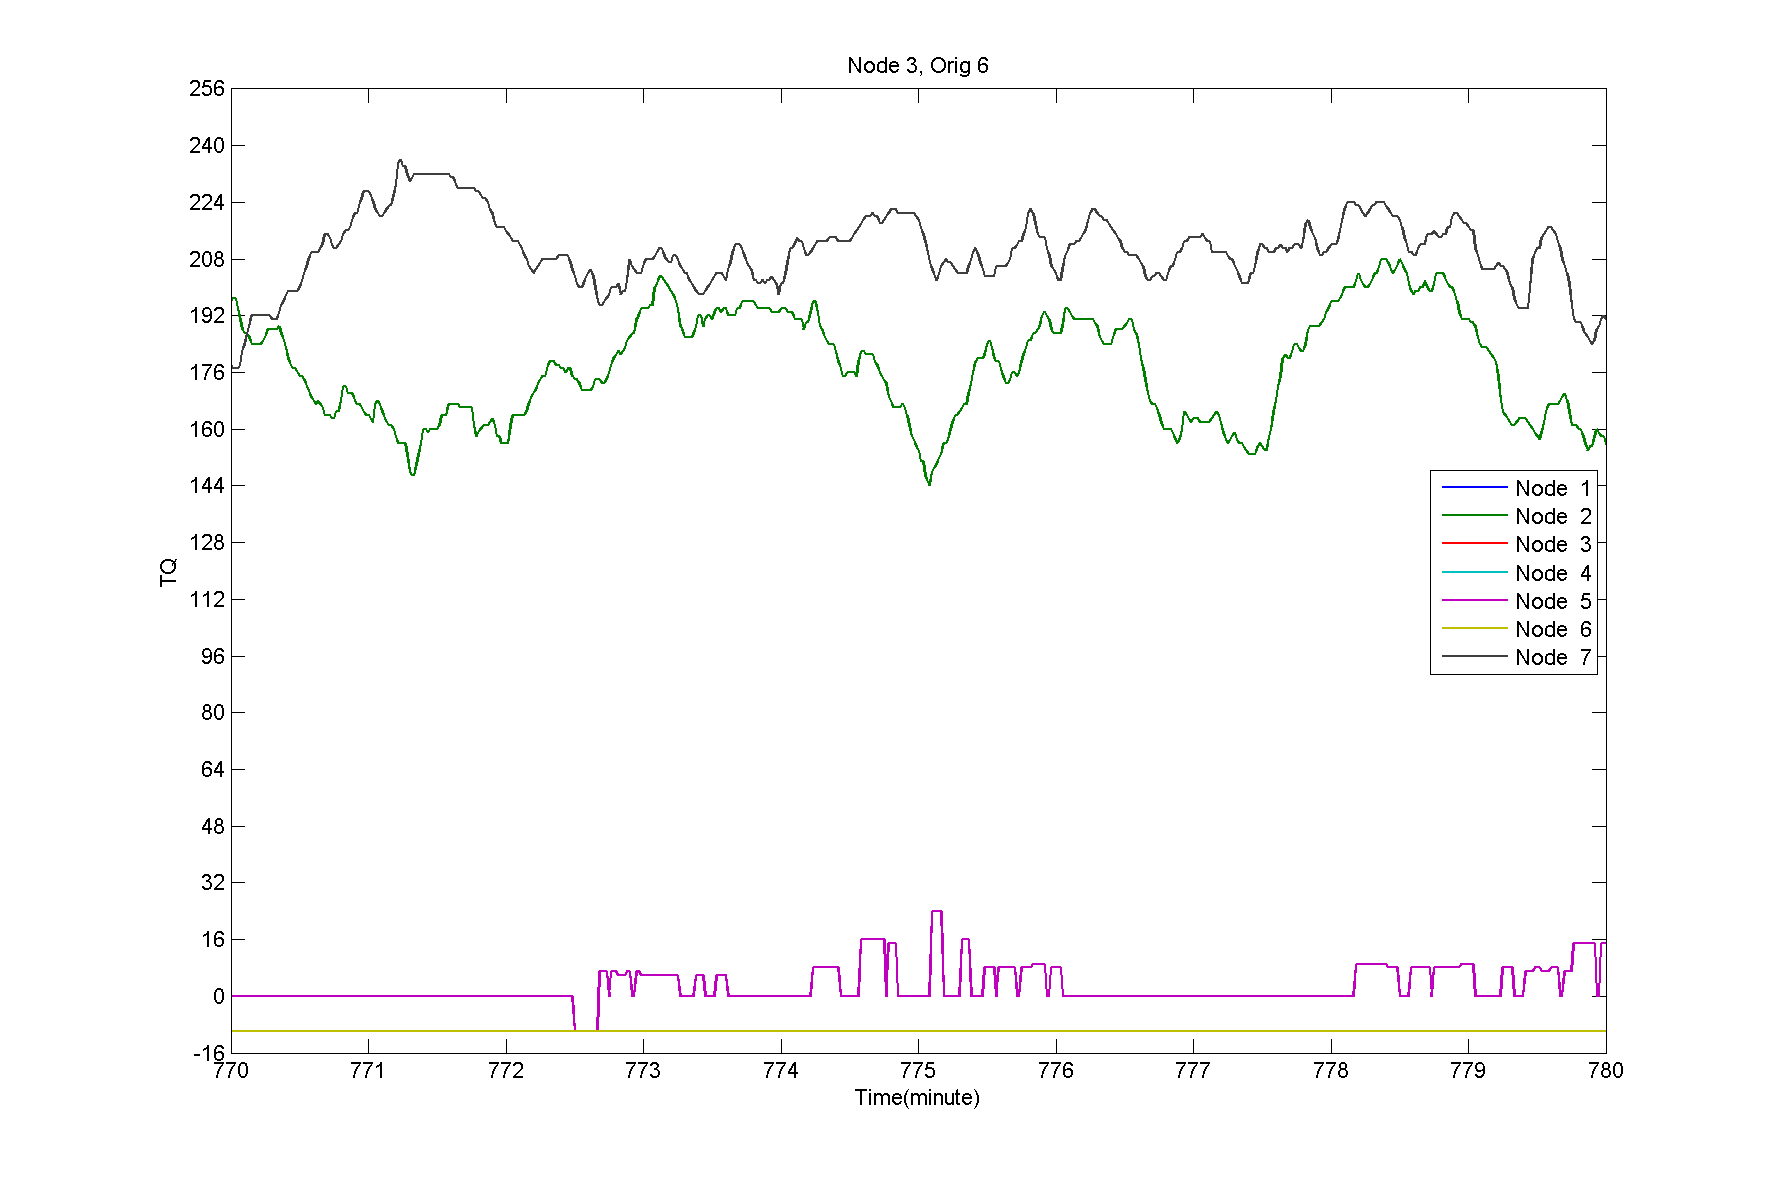 Node 3, Orig 6
256
240
224
208
192
176
160
144
128
112
96
80
64
48
32
16
0
-16
TQ
Node 1
Node 2
Node 3
Node 4
Node 5
Node 6
Node 7
770 771 772 773 774 775 776 777 778 779 780
Time(minute)